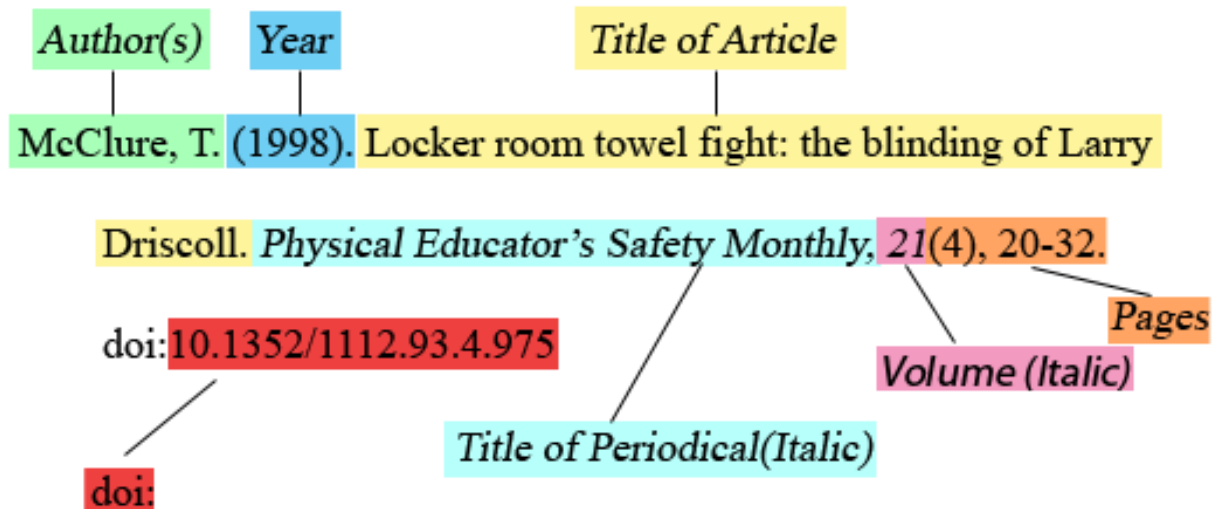 Author(s) Year Title of Article
McClure, T. (1998). Locker room towel fight: the blinding of Larry
Driscoll. Physical Educator’s Safety Monthly, 21(4), 20-32.
Pages
doi:10.1352/1112.93.4.975
Volume (Italic)
Title of Periodical(Italic)
doi: